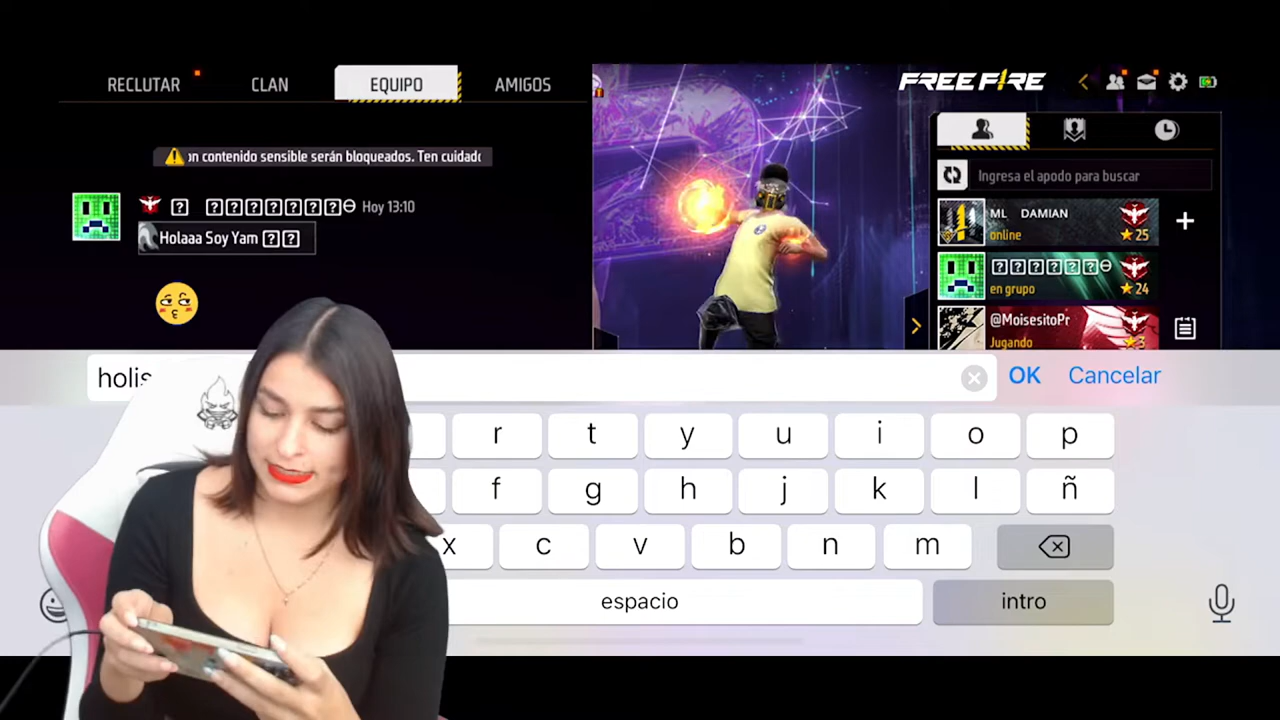 RECLUTAR
CLAN
EQUIPO
AMIGOS
FREE FIRE
on contenido sensible serán bloqueados. Ten cuidado
Hoy 13:10
Holaaa Soy Yam
Ingresa el apodo para buscar
ML DAMIAN
online
25
en grupo
24
@MoisesitoPr
Jugando
3
holis
OK
Cancelar
r t y u i o p
f g h j k l ñ
x c v b n m
espacio
intro